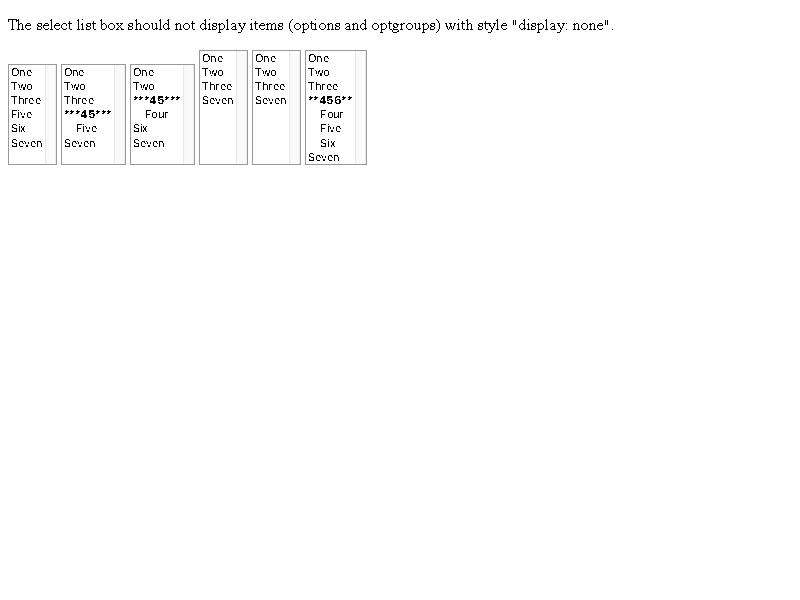 The select list box should not display items (options and optgroups) with style "display: none".
One
Two
Three
Five
Six
Seven
One
Two
Three
***45***
Five
Seven
One
Two
***45***
Four
Six
Seven
One
Two
Three
Seven
One
Two
Three
Seven
One
Two
Three
**456**
Four
Five
Six
Seven